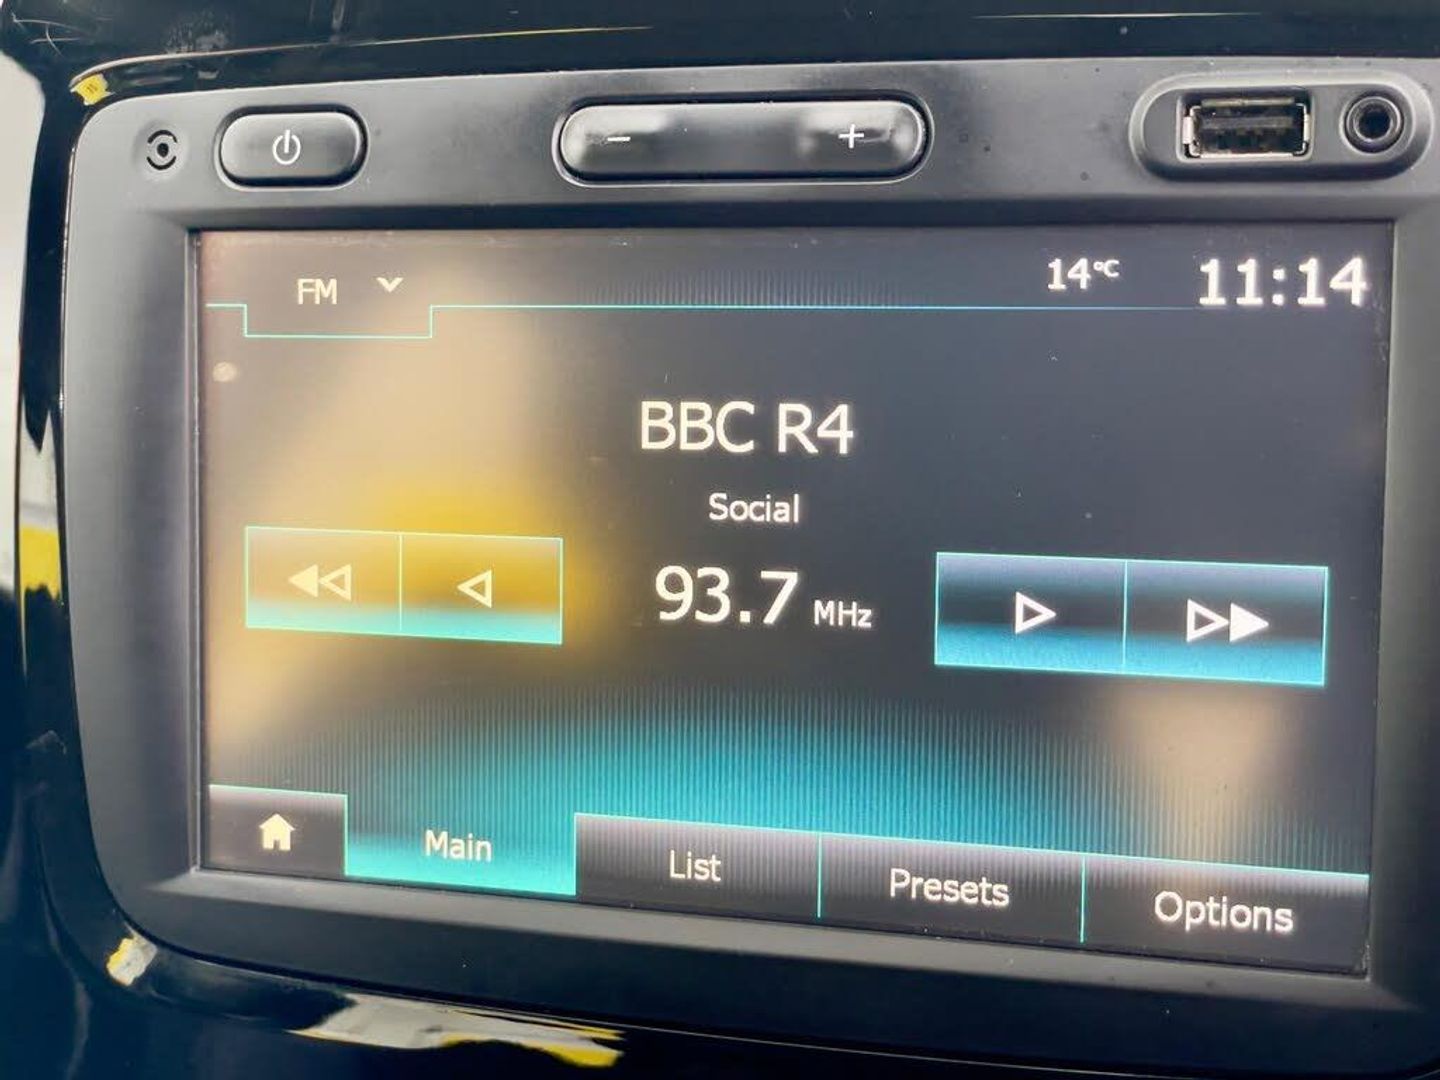 − +
FM 14°C 11:14
BBC R4
Social
93.7 MHz
Main List Presets Options